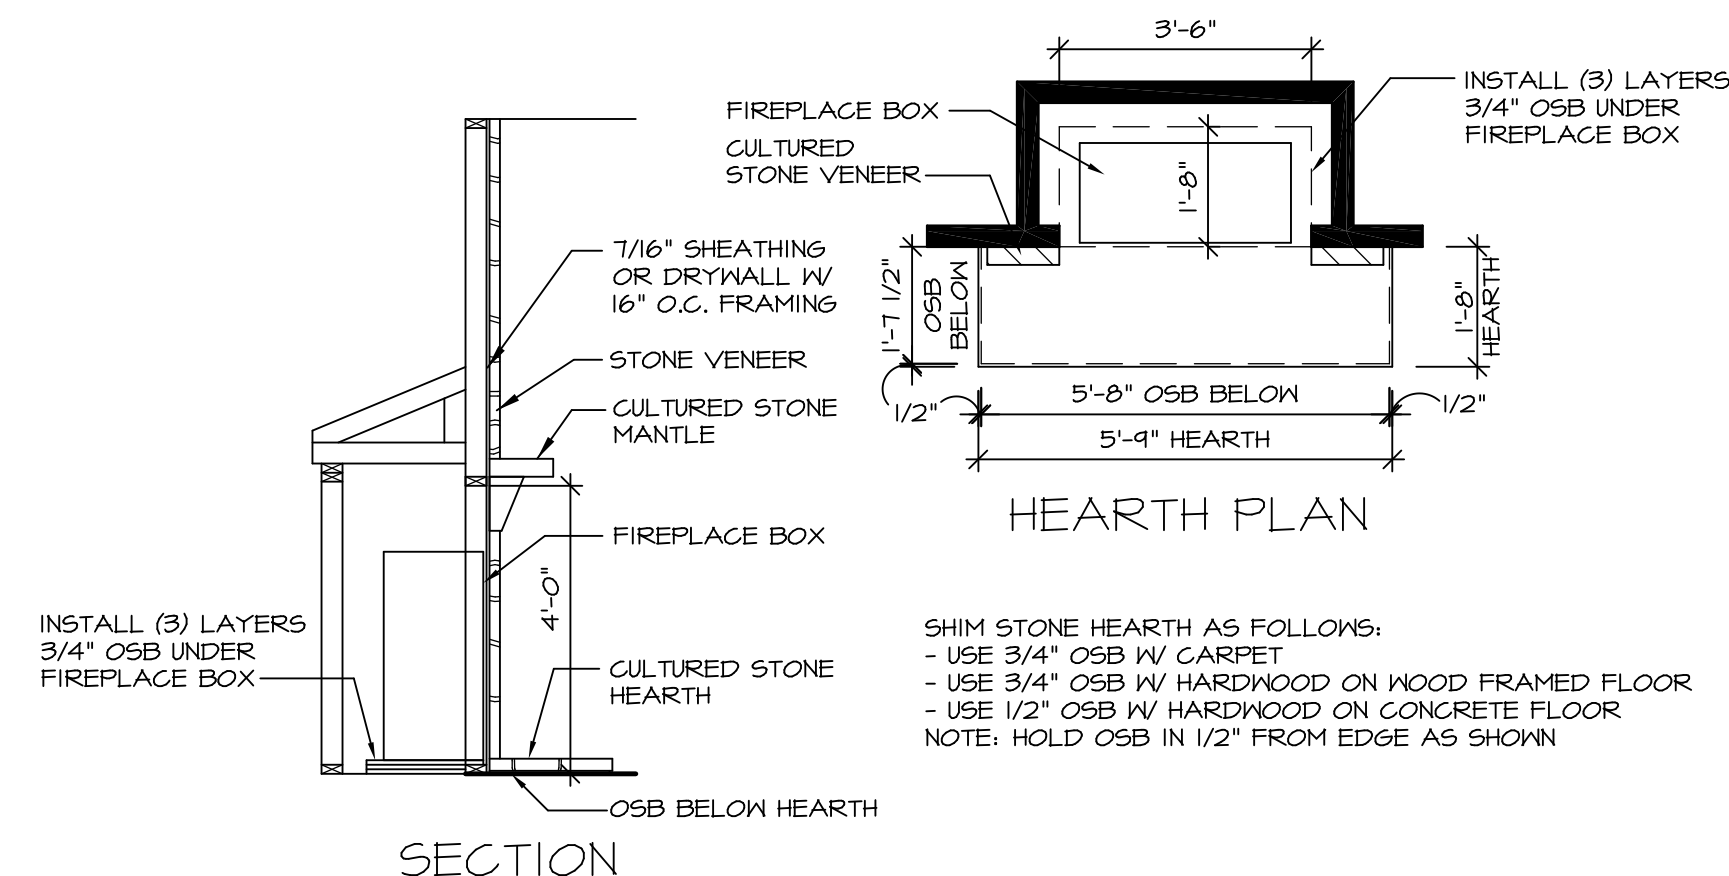 7/16" SHEATHING
OR DRYWALL W/
16" O.C. FRAMING
STONE VENEER
CULTURED STONE
MANTLE
FIREPLACE BOX
4'-0"
INSTALL (3) LAYERS
3/4" OSB UNDER
FIREPLACE BOX
CULTURED STONE
HEARTH
OSB BELOW HEARTH
SECTION
3'-6"
FIREPLACE BOX
CULTURED
STONE VENEER
INSTALL (3) LAYERS
3/4" OSB UNDER
FIREPLACE BOX
1'-8"
1'-7 1/2"
OSB
BELOW
1'-8"
HEARTH
1/2"
5'-8" OSB BELOW
1/2"
5'-9" HEARTH
HEARTH PLAN
SHIM STONE HEARTH AS FOLLOWS:
- USE 3/4" OSB W/ CARPET
- USE 3/4" OSB W/ HARDWOOD ON WOOD FRAMED FLOOR
- USE 1/2" OSB W/ HARDWOOD ON CONCRETE FLOOR
NOTE: HOLD OSB IN 1/2" FROM EDGE AS SHOWN